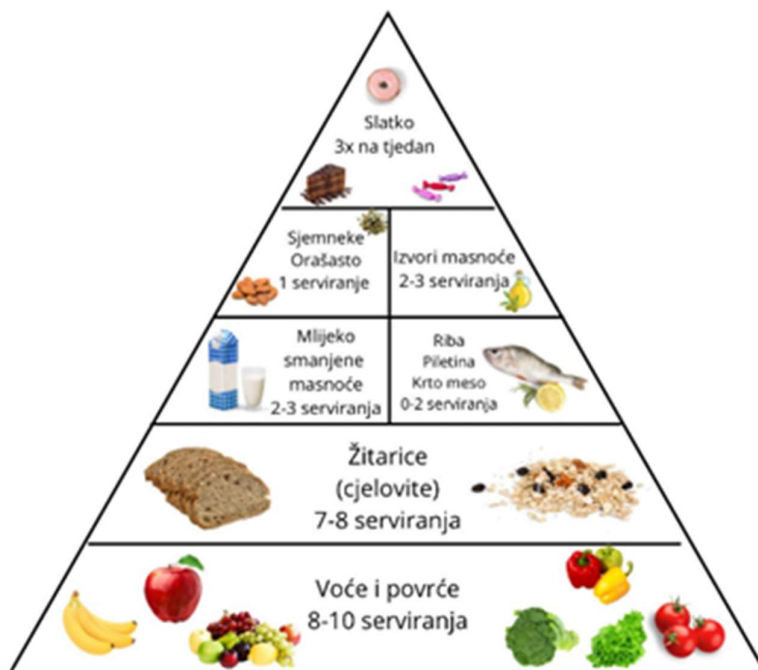 Slatko
3x na tjedan
Sjemneke
Orašasto
1 serviranje
Izvori masnoće
2-3 serviranja
Mlijeko
smanjene
masnoće
2-3 serviranja
Riba
Piletina
Krto meso
0-2 serviranja
Žitarice
(cjelovite)
7-8 serviranja
Voće i povrće
8-10 serviranja